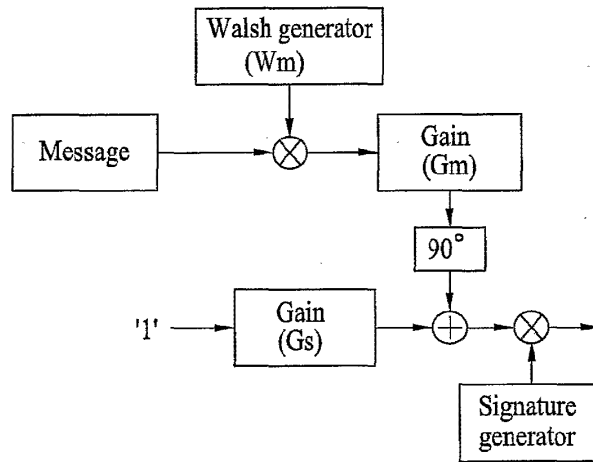 Walsh generator
(Wm)
Message
Gain
(Gm)
90°
'1'
Gain
(Gs)
Signature
generator